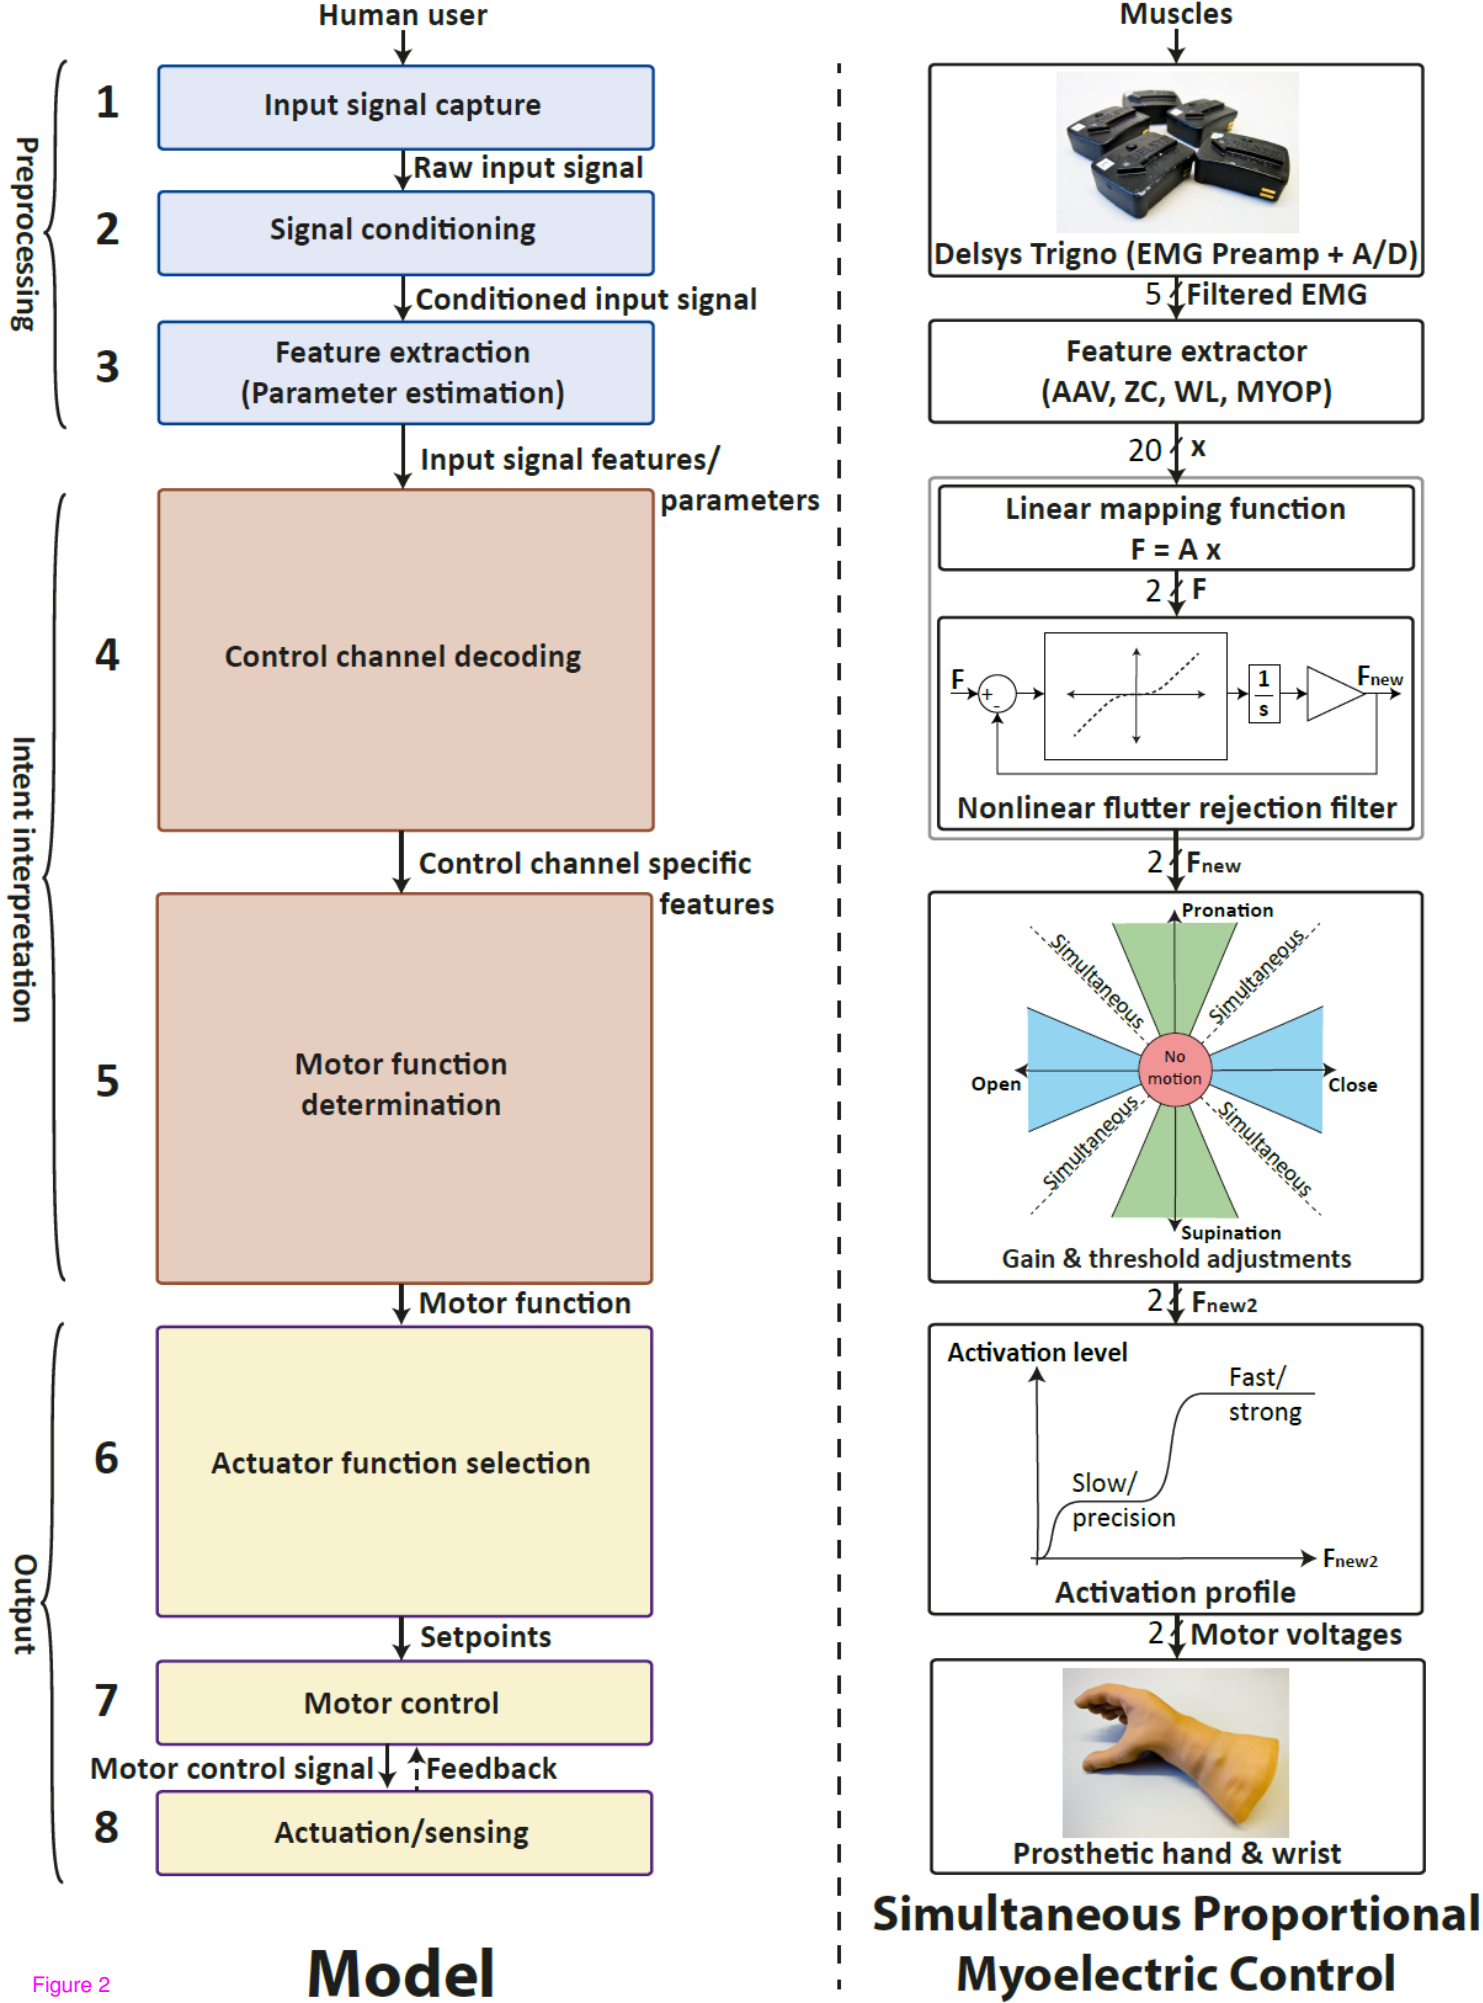 Human user
Preprocessing
1
Input signal capture
Raw input signal
2
Signal conditioning
Conditioned input signal
3
Feature extraction
(Parameter estimation)
Input signal features/
parameters
Intent interpretation
4
Control channel decoding
Control channel specific
features
5
Motor function
determination
Motor function
Output
6
Actuator function selection
Setpoints
7
Motor control
Motor control signal
Feedback
8
Actuation/sensing
Model
Figure 2
Muscles
Delsys Trigno (EMG Preamp + A/D)
5 Filtered EMG
Feature extractor
(AAV, ZC, WL, MYOP)
20 x
Linear mapping function
F = A x
2 F
F
+
-
1
s
Fnew
Nonlinear flutter rejection filter
2 Fnew
Pronation
Simultaneous
Simultaneous
No
motion
Open
Close
Simultaneous
Simultaneous
Supination
Gain & threshold adjustments
2 Fnew2
Activation level
Fast/
strong
Slow/
precision
Fnew2
Activation profile
2 Motor voltages
Prosthetic hand & wrist
Simultaneous Proportional
Myoelectric Control